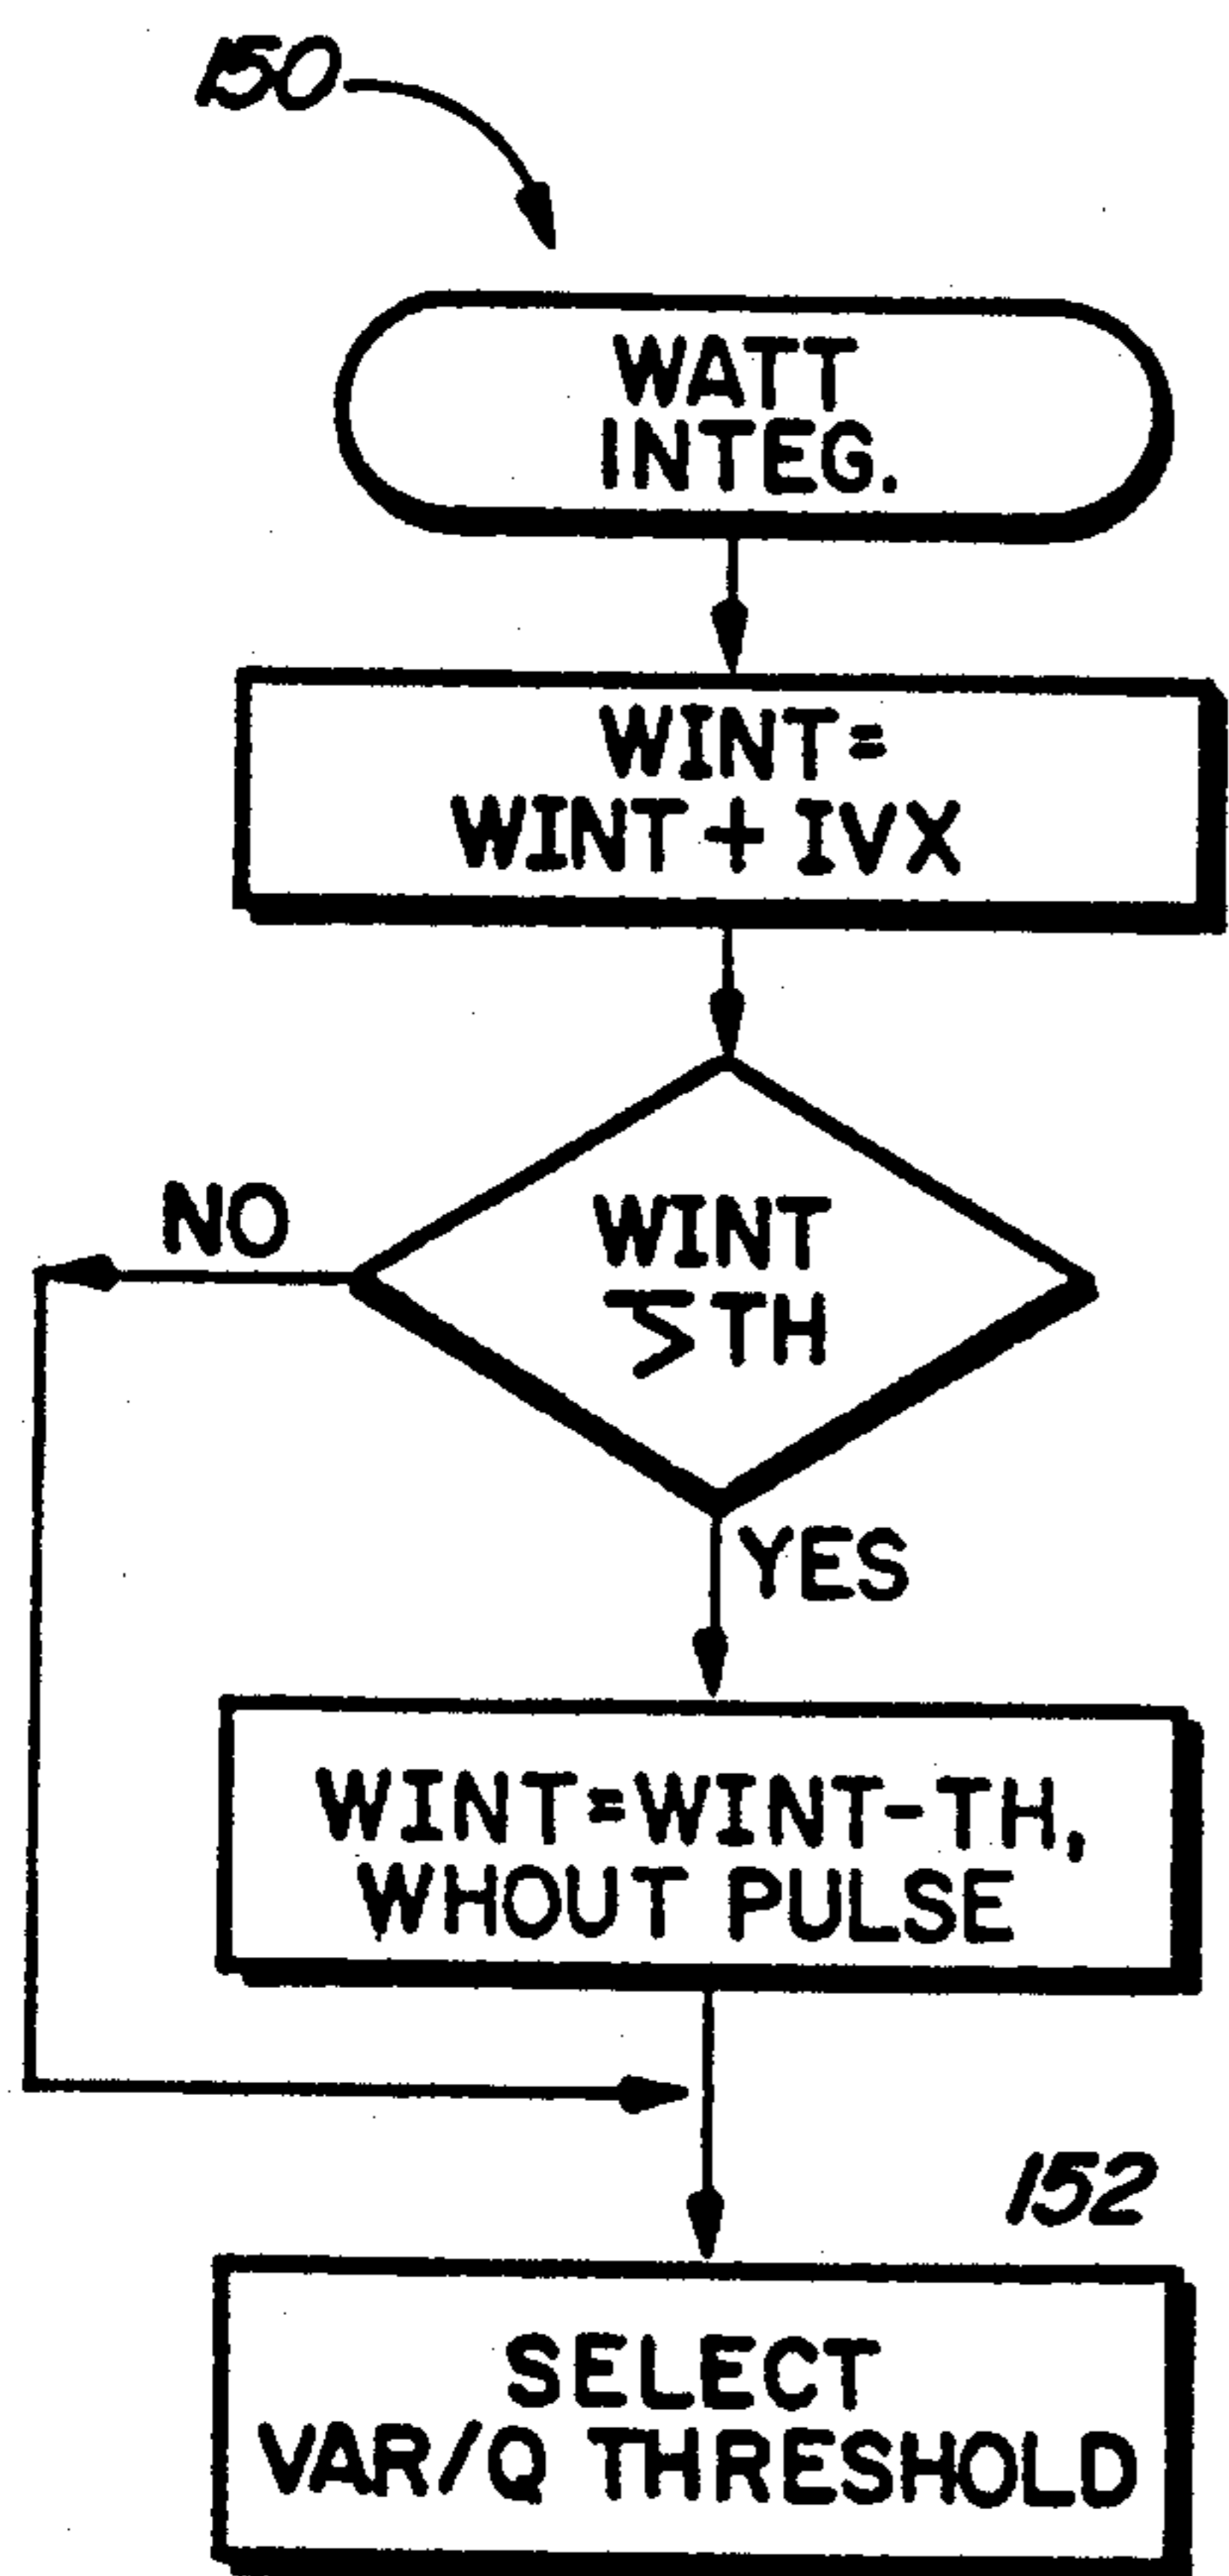 150
WATT
INTEG.
WINT=
WINT + IVX
WINT
⋝ TH
NO
YES
WINT=WINT-TH,
WHOUT PULSE
152
SELECT
VAR/Q THRESHOLD